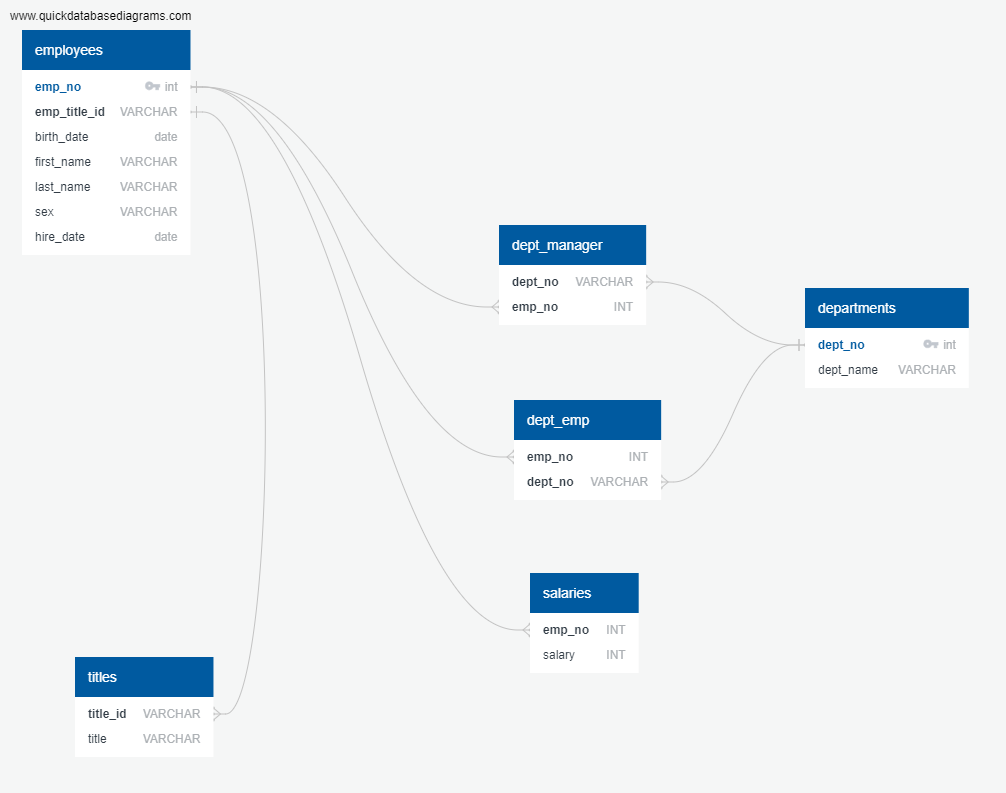 www.quickdatabasediagrams.com
employees
emp_no int
emp_title_id VARCHAR
birth_date date
first_name VARCHAR
last_name VARCHAR
sex VARCHAR
hire_date date
dept_manager
dept_no VARCHAR
emp_no INT
departments
dept_no int
dept_name VARCHAR
dept_emp
emp_no INT
dept_no VARCHAR
salaries
emp_no INT
salary INT
titles
title_id VARCHAR
title VARCHAR